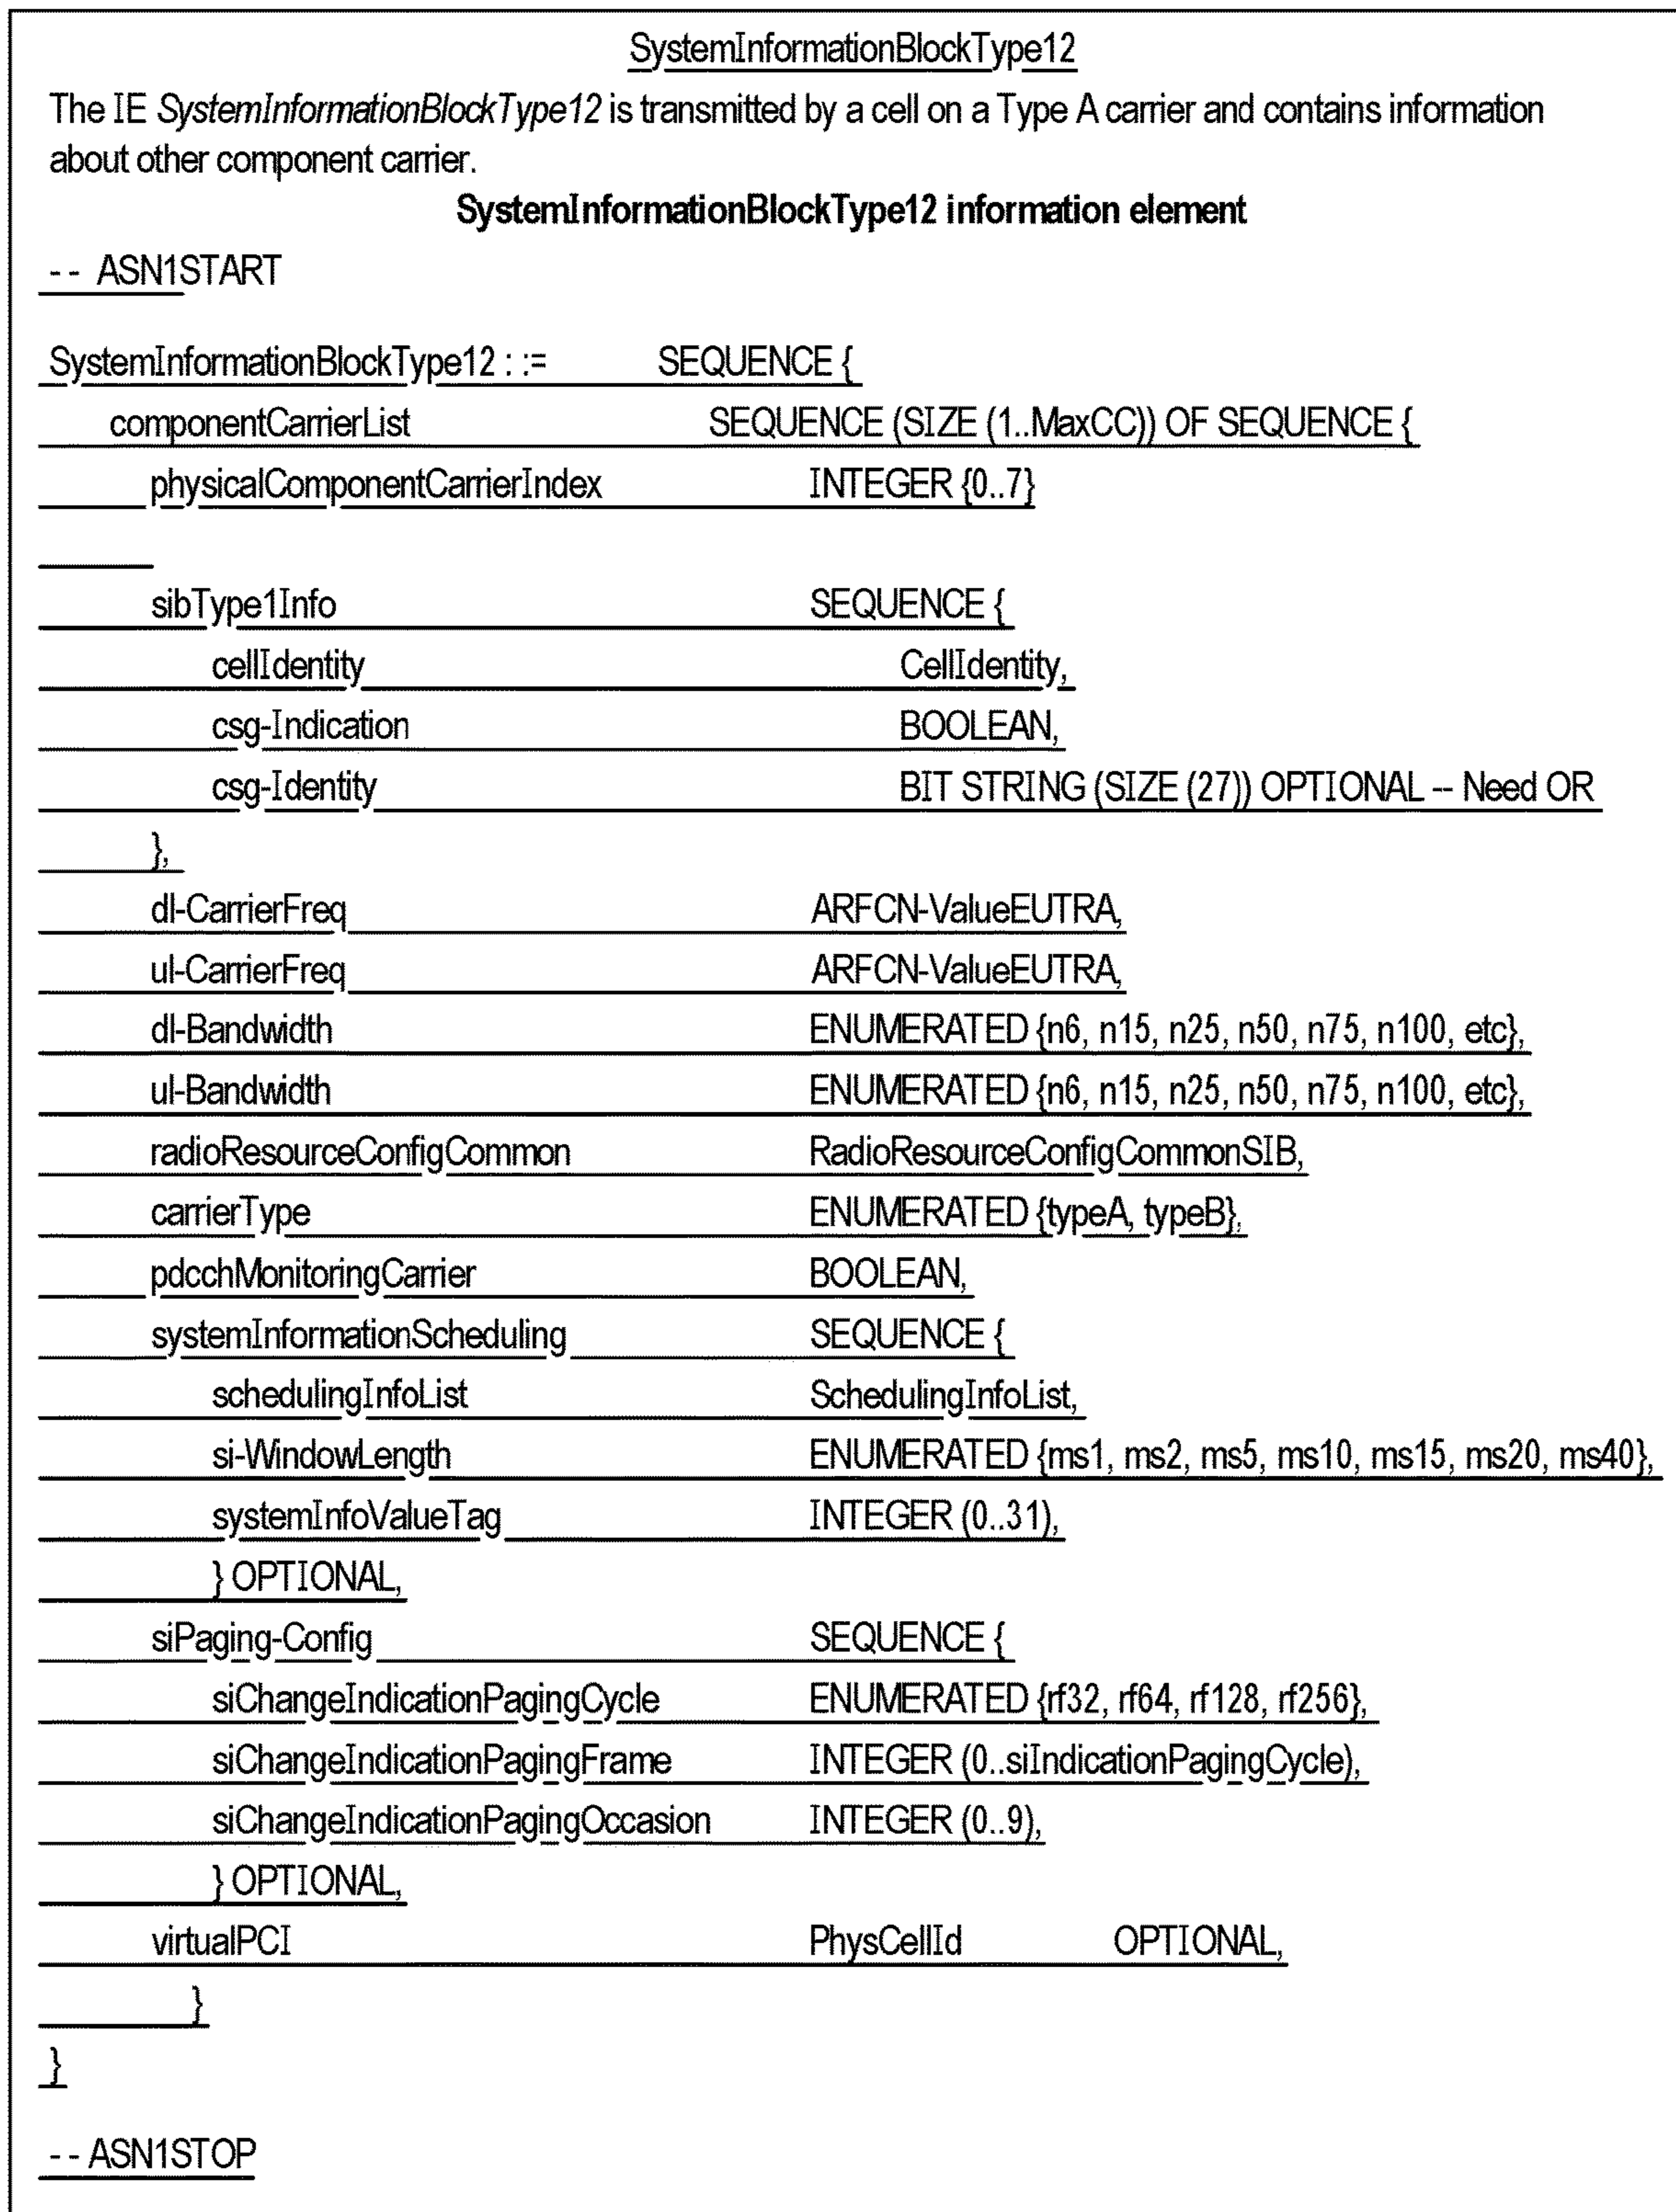 SystemInformationBlockType12
The IE SystemInformationBlockType12 is transmitted by a cell on a Type A carrier and contains information
about other component carrier.
SystemInformationBlockType12 information element
-- ASN1START
SystemInformationBlockType12 : := SEQUENCE {
componentCarrierList SEQUENCE (SIZE (1..MaxCC)) OF SEQUENCE {
physicalComponentCarrierIndex INTEGER {0..7}
sibType1Info SEQUENCE {
cellIdentity CellIdentity,
csg-Indication BOOLEAN,
csg-Identity BIT STRING (SIZE (27)) OPTIONAL -- Need OR
},
dl-CarrierFreq ARFCN-ValueEUTRA,
ul-CarrierFreq ARFCN-ValueEUTRA,
dl-Bandwidth ENUMERATED {n6, n15, n25, n50, n75, n100, etc},
ul-Bandwidth ENUMERATED {n6, n15, n25, n50, n75, n100, etc},
radioResourceConfigCommon RadioResourceConfigCommonSIB,
carrierType ENUMERATED {typeA, typeB},
pdcchMonitoringCarrier BOOLEAN,
systemInformationScheduling SEQUENCE {
schedulingInfoList SchedulingInfoList,
si-WindowLength ENUMERATED {ms1, ms2, ms5, ms10, ms15, ms20, ms40},
systemInfoValueTag INTEGER (0..31),
} OPTIONAL,
siPaging-Config SEQUENCE {
siChangeIndicationPagingCycle ENUMERATED {rf32, rf64, rf128, rf256},
siChangeIndicationPagingFrame INTEGER (0..siIndicationPagingCycle),
siChangeIndicationPagingOccasion INTEGER (0..9),
} OPTIONAL,
virtualPCI PhysCellId OPTIONAL,
}
}
-- ASN1STOP